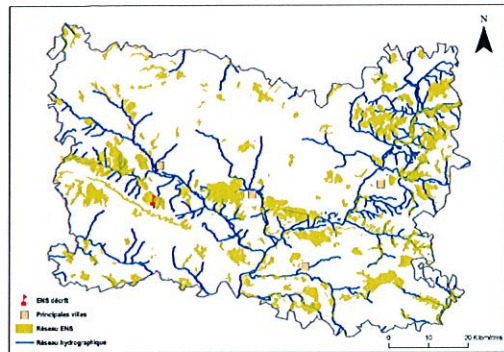 N
ENS décrit
Principales villes
Réseau ENS
Réseau hydrographique
0 10 20 Kilomètres